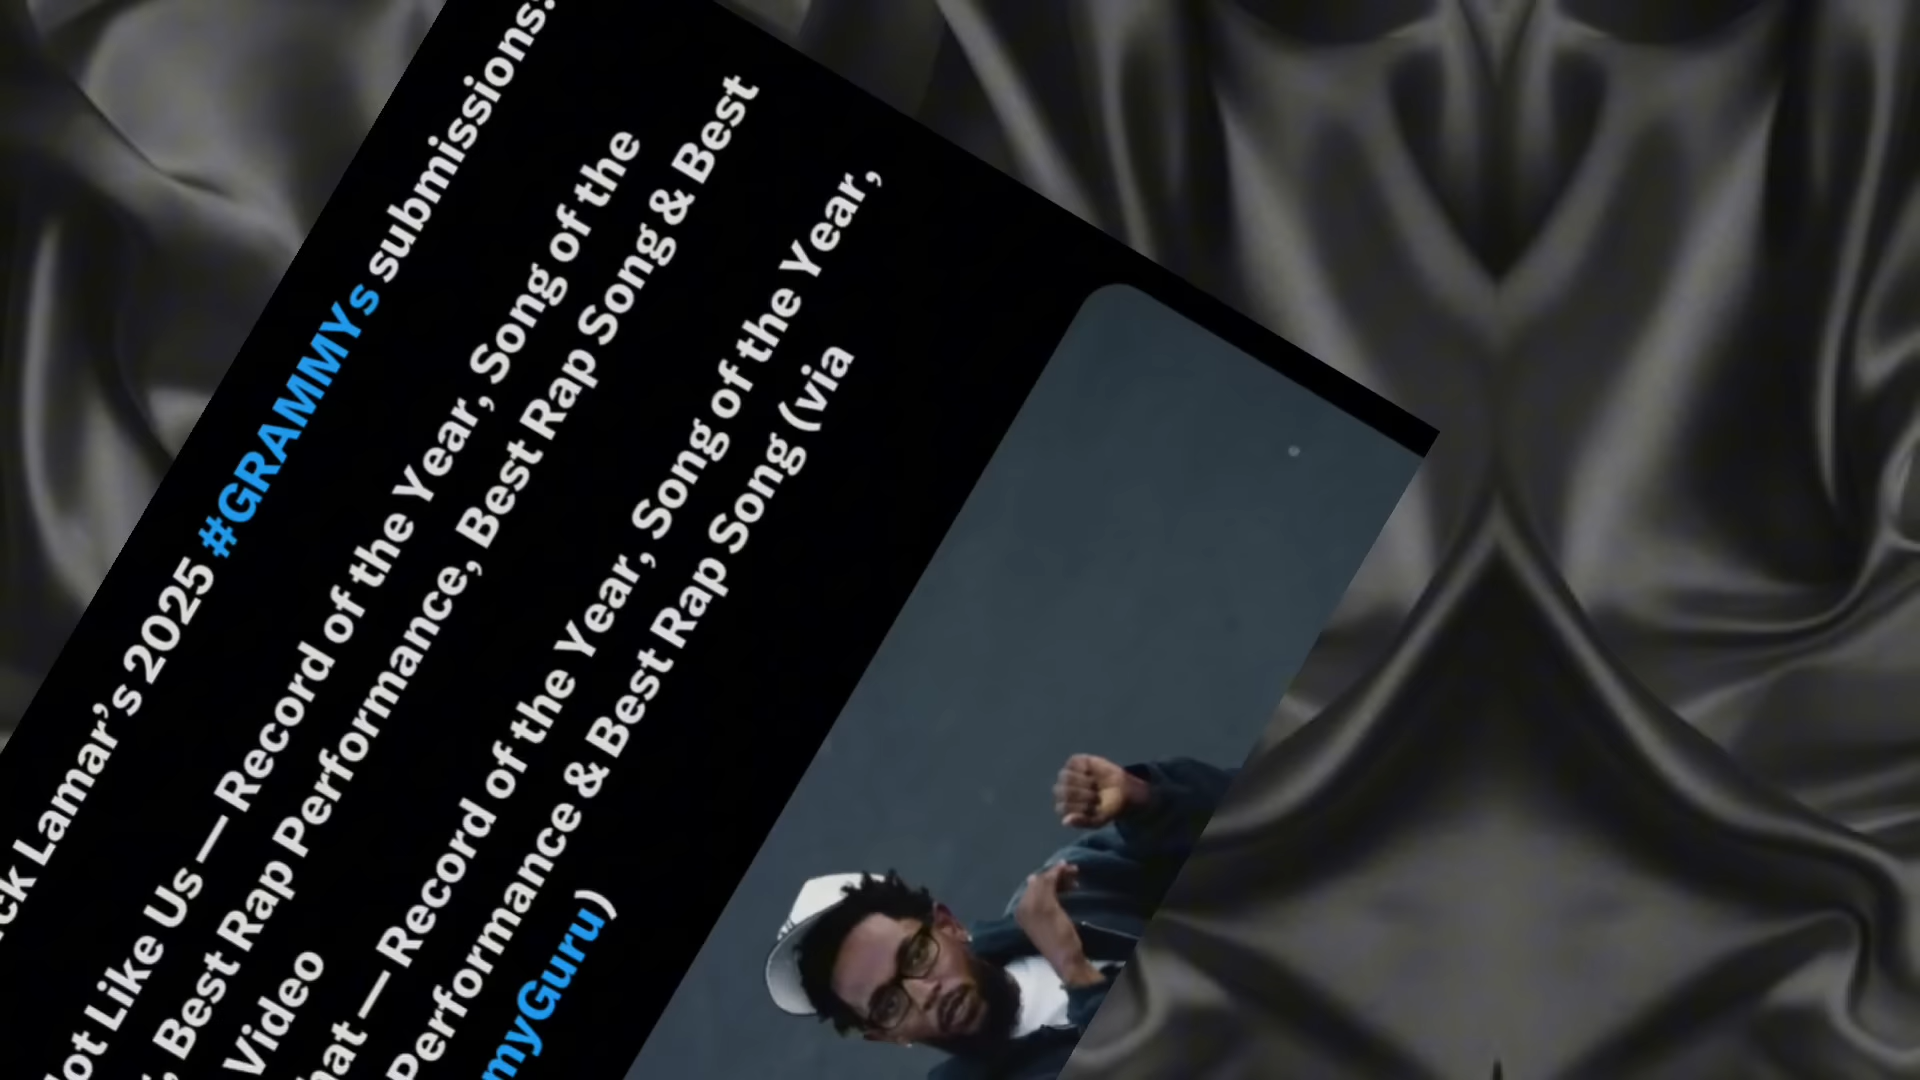 ck Lamar’s 2025 #GRAMMYs submissions:
Not Like Us — Record of the Year, Song of the
, Best Rap Performance, Best Rap Song & Best
Video
hat — Record of the Year, Song of the Year,
Performance & Best Rap Song (via
myGuru)